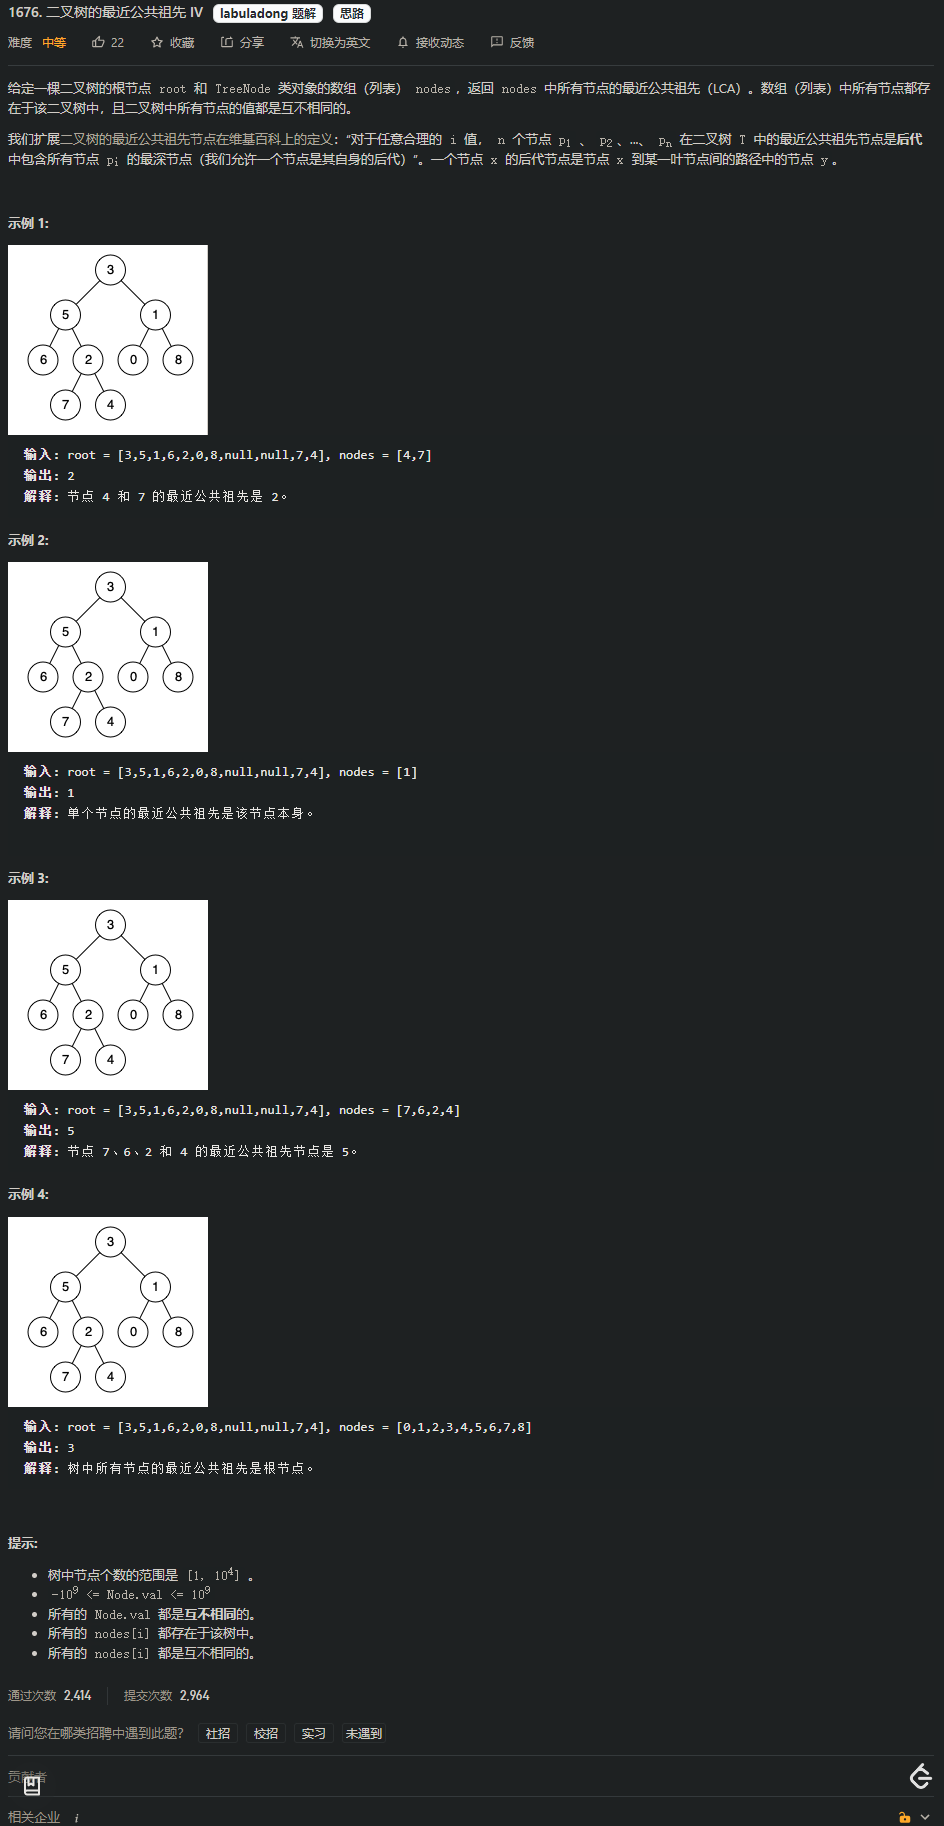 1676. 二叉树的最近公共祖先 IV labuladong 题解 思路
难度 中等 22 收藏 分享 切换为英文 接收动态 反馈
给定一棵二叉树的根节点 root 和 TreeNode 类对象的数组（列表） nodes，返回 nodes 中所有节点的最近公共祖先（LCA）。数组（列表）中所有节点都存
在于该二叉树中，且二叉树中所有节点的值都是互不相同的。
我们扩展二叉树的最近公共祖先节点在维基百科上的定义：“对于任意合理的 i 值， n 个节点 p1 、 p2 、...、 pn 在二叉树 T 中的最近公共祖先节点是后代
中包含所有节点 pi 的最深节点（我们允许一个节点是其自身的后代）”。一个节点 x 的后代节点是节点 x 到某一叶节点间的路径中的节点 y 。
示例 1:
3
5 1
6 2 0 8
7 4
输入: root = [3,5,1,6,2,0,8,null,null,7,4], nodes = [4,7]
输出: 2
解释: 节点 4 和 7 的最近公共祖先是 2。
示例 2:
3
5 1
6 2 0 8
7 4
输入: root = [3,5,1,6,2,0,8,null,null,7,4], nodes = [1]
输出: 1
解释: 单个节点的最近公共祖先是该节点本身。
示例 3:
3
5 1
6 2 0 8
7 4
输入: root = [3,5,1,6,2,0,8,null,null,7,4], nodes = [7,6,2,4]
输出: 5
解释: 节点 7、6、2 和 4 的最近公共祖先节点是 5。
示例 4:
3
5 1
6 2 0 8
7 4
输入: root = [3,5,1,6,2,0,8,null,null,7,4], nodes = [0,1,2,3,4,5,6,7,8]
输出: 3
解释: 树中所有节点的最近公共祖先是根节点。
提示:
• 树中节点个数的范围是 [1, 10^4] 。
• -10^9 <= Node.val <= 10^9
• 所有的 Node.val 都是互不相同的。
• 所有的 nodes[i] 都存在于该树中。
• 所有的 nodes[i] 都是互不相同的。
通过次数 2,414 提交次数 2,964
请问您在哪类招聘中遇到此题？ 社招 校招 实习 未遇到
贡献者
相关企业 i